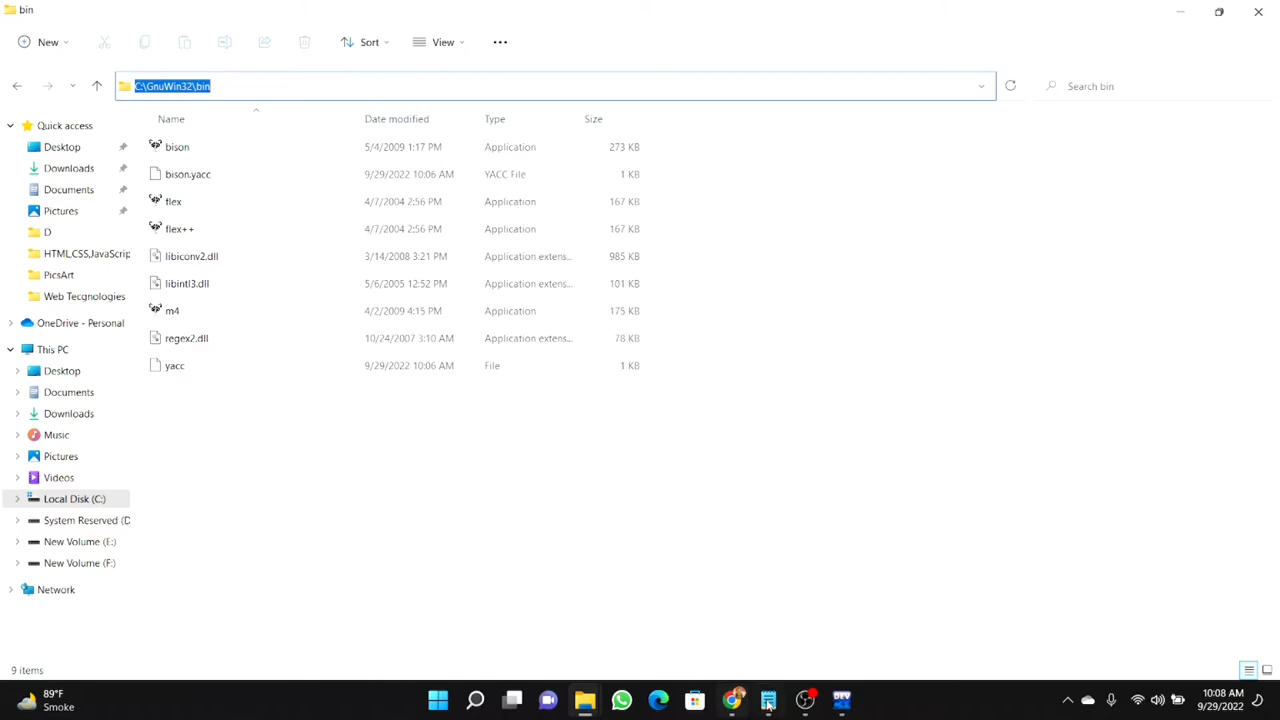 bin
New
Sort
View
C:\GnuWin32\bin
Search bin
Name Date modified Type Size
Quick access
Desktop
Downloads
Documents
Pictures
D
HTML,CSS,JavaScrip
PicsArt
Web Tecgnologies
OneDrive - Personal
This PC
Desktop
Documents
Downloads
Music
Pictures
Videos
Local Disk (C:)
System Reserved (D
New Volume (E:)
New Volume (F:)
Network
bison 5/4/2009 1:17 PM Application 273 KB
bison.yacc 9/29/2022 10:06 AM YACC File 1 KB
flex 4/7/2004 2:56 PM Application 167 KB
flex++ 4/7/2004 2:56 PM Application 167 KB
libiconv2.dll 3/14/2008 3:21 PM Application extens... 985 KB
libintl3.dll 5/6/2005 12:52 PM Application extens... 101 KB
m4 4/2/2009 4:15 PM Application 175 KB
regex2.dll 10/24/2007 3:10 AM Application extens... 78 KB
yacc 9/29/2022 10:06 AM File 1 KB
9 items
89°F
Smoke
DEV
10:08 AM
9/29/2022